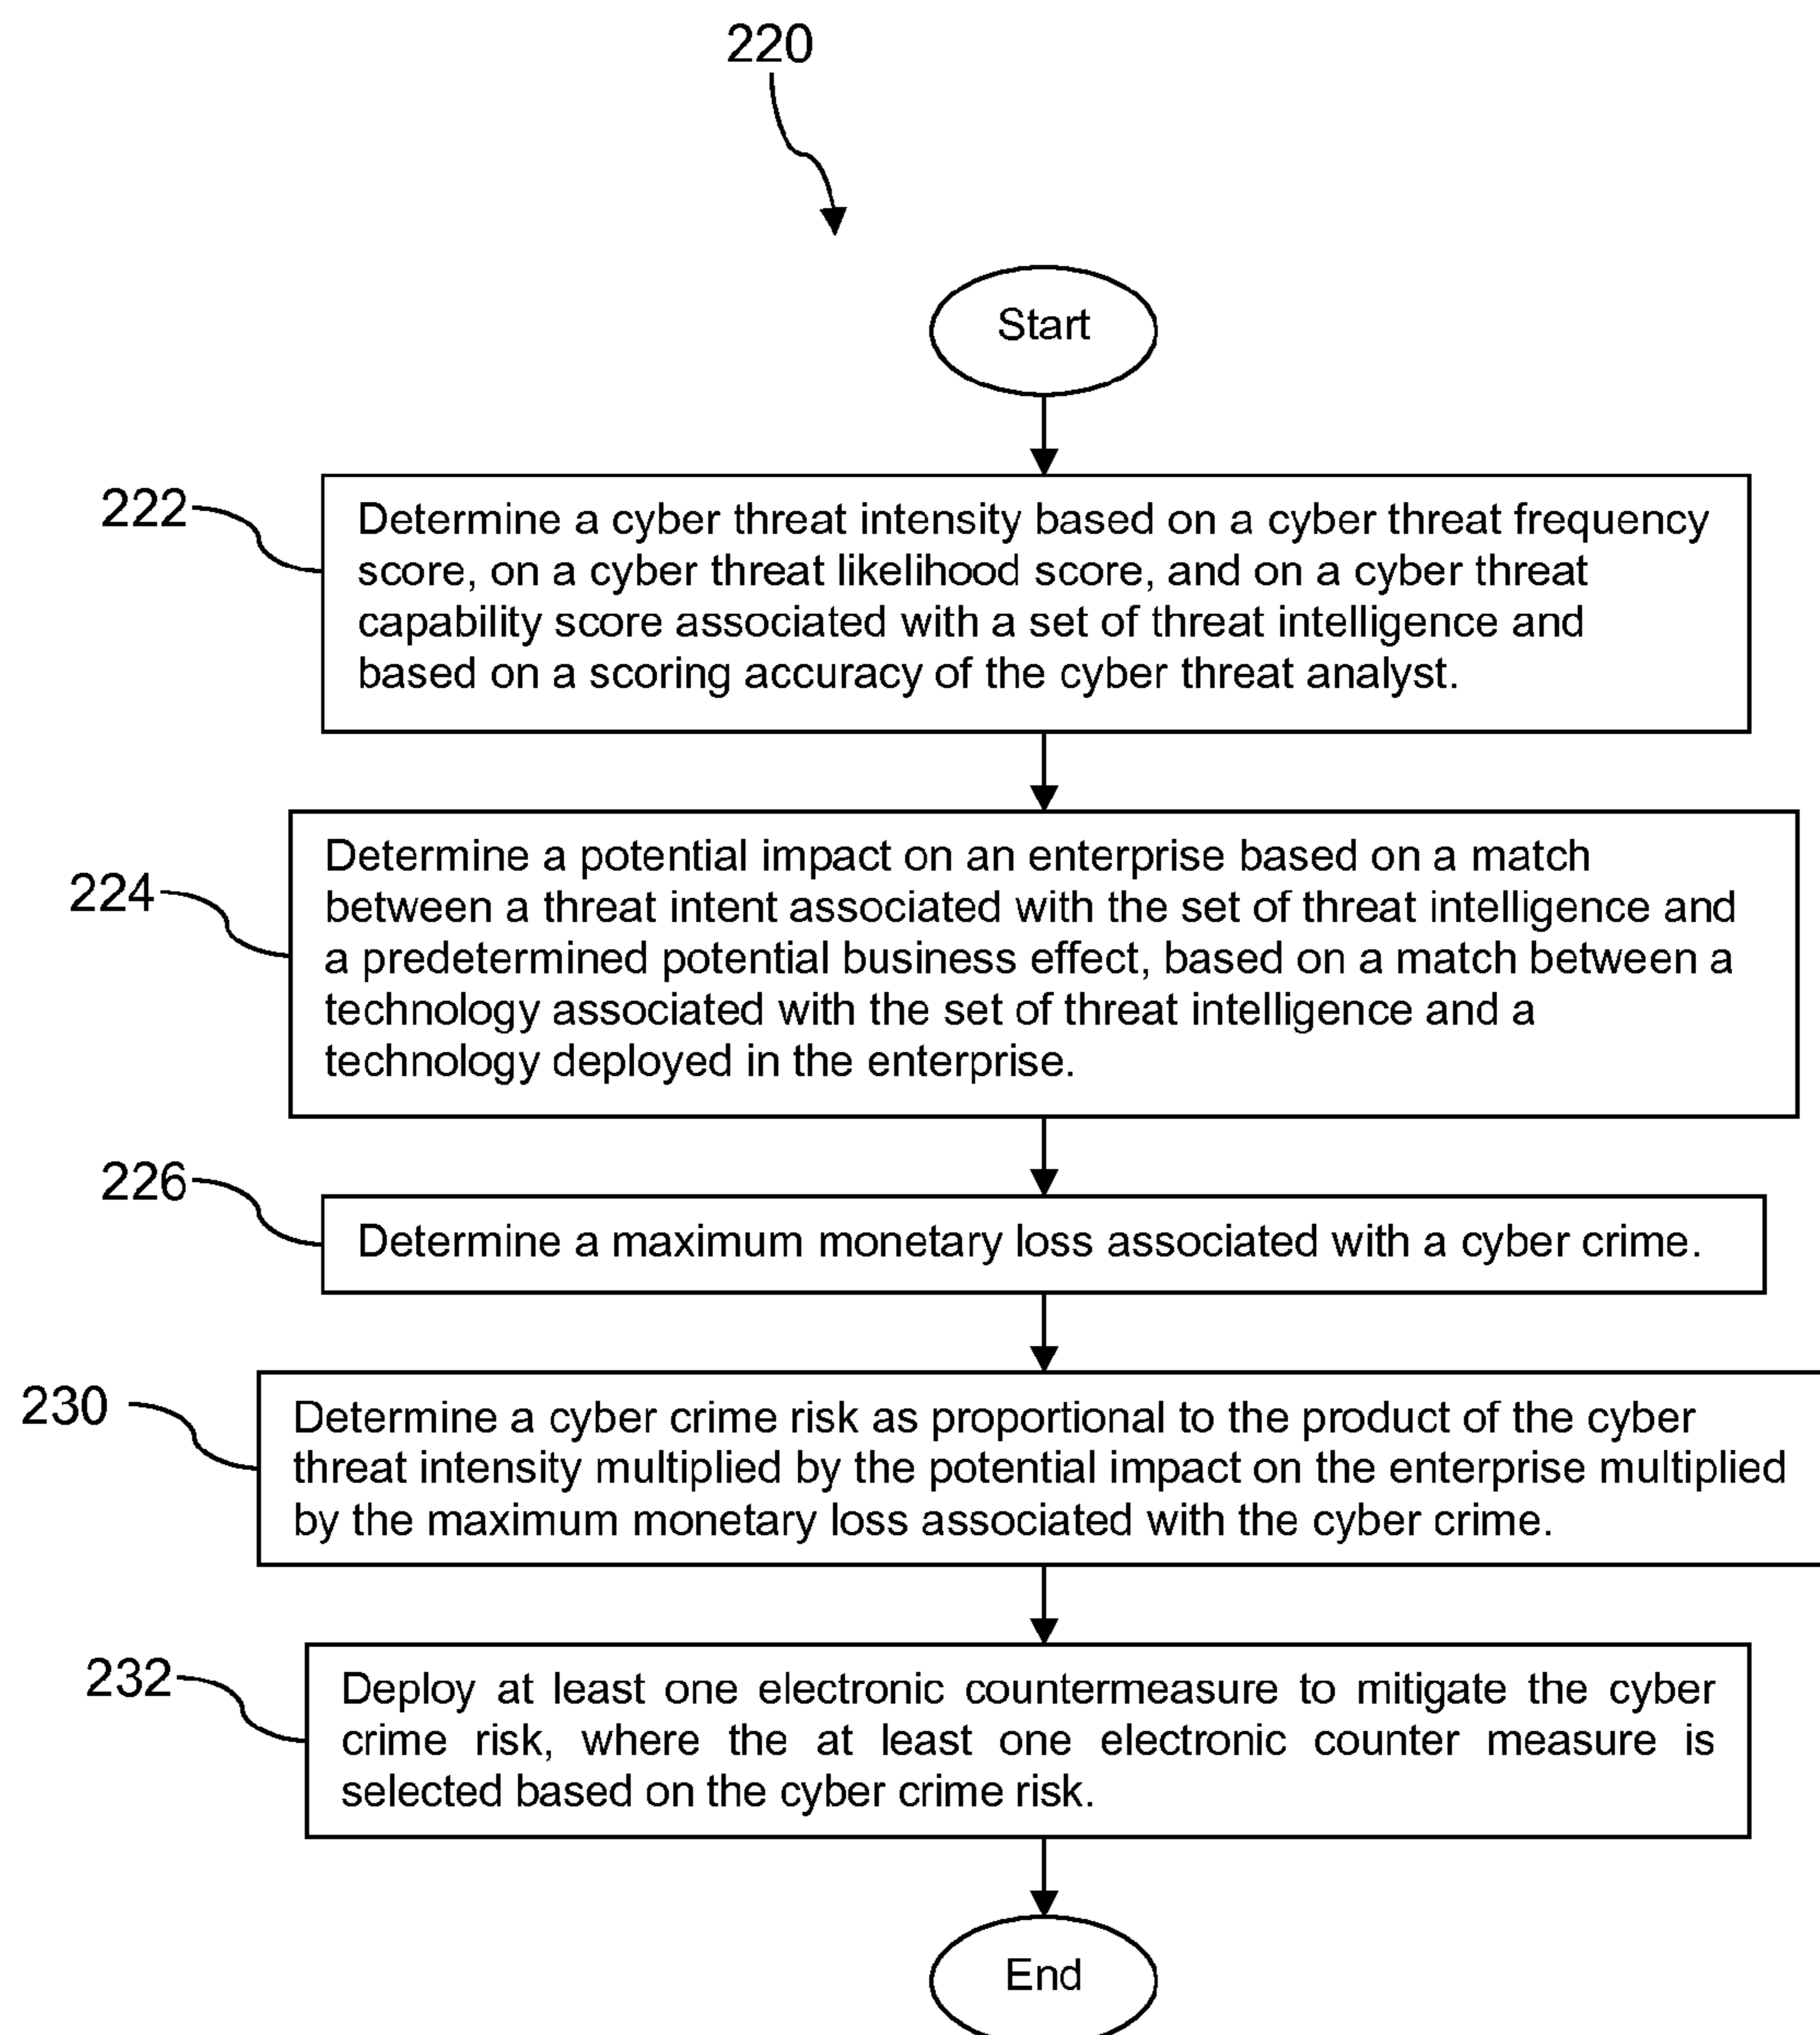 220
Start
222
Determine a cyber threat intensity based on a cyber threat frequency
score, on a cyber threat likelihood score, and on a cyber threat
capability score associated with a set of threat intelligence and
based on a scoring accuracy of the cyber threat analyst.
224
Determine a potential impact on an enterprise based on a match
between a threat intent associated with the set of threat intelligence and
a predetermined potential business effect, based on a match between a
technology associated with the set of threat intelligence and a
technology deployed in the enterprise.
226
Determine a maximum monetary loss associated with a cyber crime.
230
Determine a cyber crime risk as proportional to the product of the cyber
threat intensity multiplied by the potential impact on the enterprise multiplied
by the maximum monetary loss associated with the cyber crime.
232
Deploy at least one electronic countermeasure to mitigate the cyber
crime risk, where the at least one electronic counter measure is
selected based on the cyber crime risk.
End